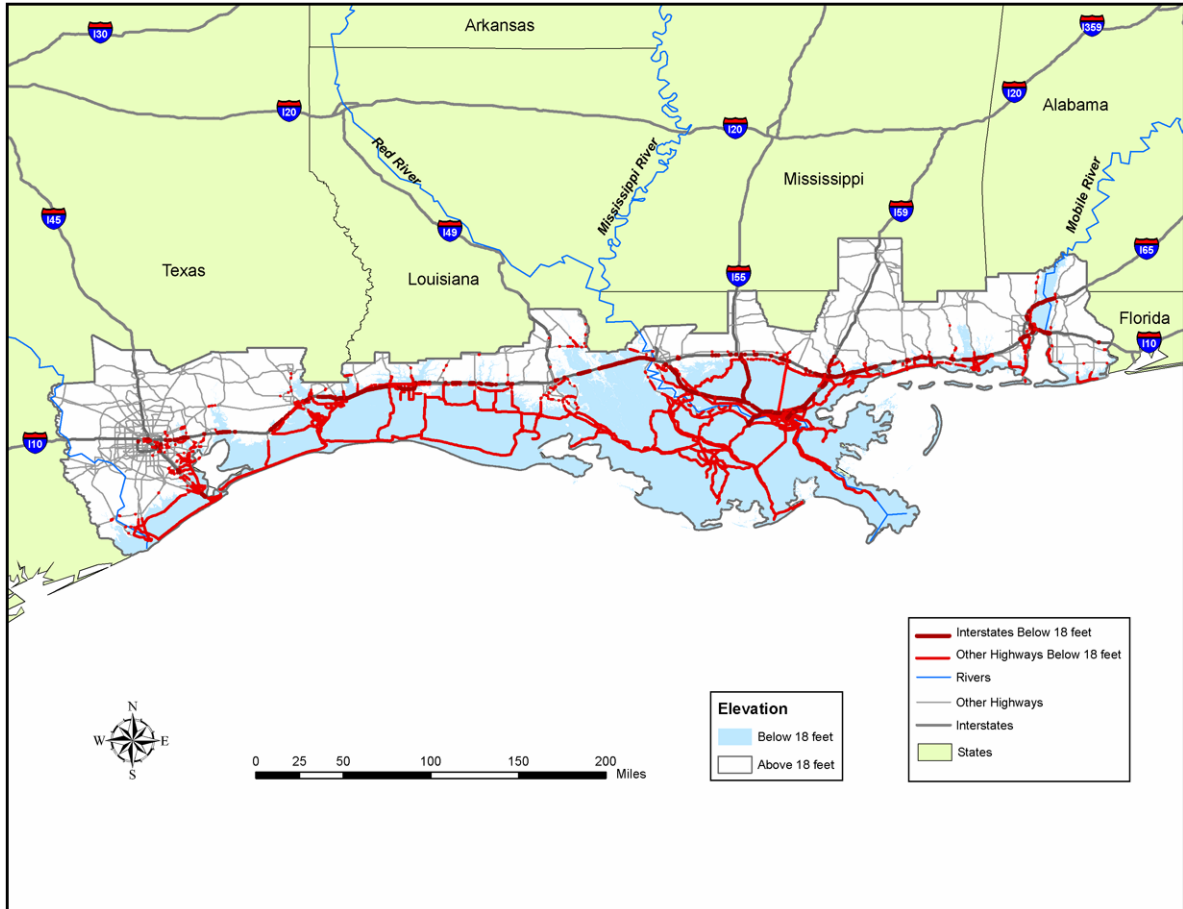 Arkansas
I30
I359
I20
I20
I20
Alabama
Red River
Mississippi River
Mississippi
Mobile River
I45
I49
I59
I65
Texas
Louisiana
I55
Florida
I10
I10
Interstates Below 18 feet
Other Highways Below 18 feet
Rivers
Other Highways
Interstates
States
Elevation
Below 18 feet
Above 18 feet
N
W E
S
0 25 50 100 150 200
Miles